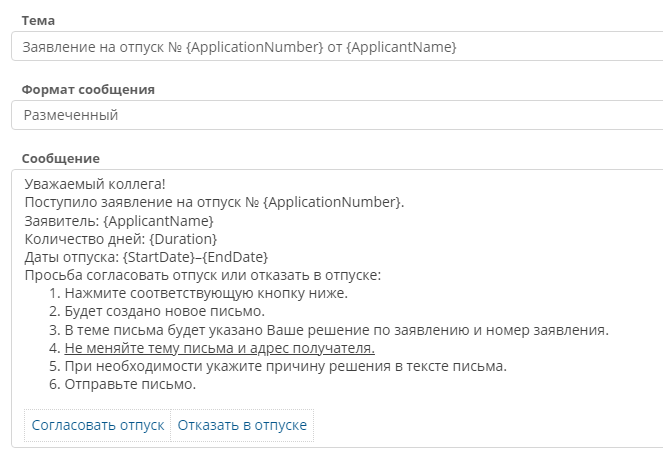 Тема
Заявление на отпуск № {ApplicationNumber} от {ApplicantName}
Формат сообщения
Размеченный
Сообщение
Уважаемый коллега!
Поступило заявление на отпуск № {ApplicationNumber}.
Заявитель: {ApplicantName}
Количество дней: {Duration}
Даты отпуска: {StartDate}–{EndDate}
Просьба согласовать отпуск или отказать в отпуске:
1. Нажмите соответствующую кнопку ниже.
2. Будет создано новое письмо.
3. В теме письма будет указано Ваше решение по заявлению и номер заявления.
4. Не меняйте тему письма и адрес получателя.
5. При необходимости укажите причину решения в тексте письма.
6. Отправьте письмо.
Согласовать отпуск Отказать в отпуске